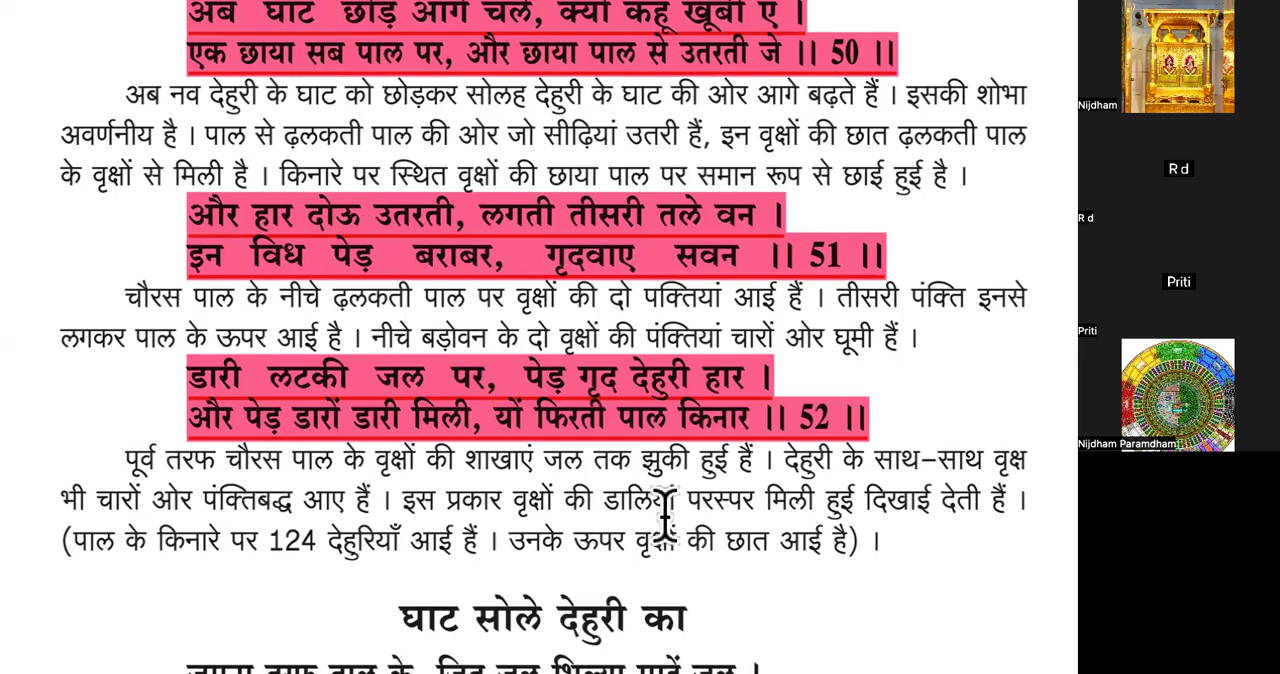 अब घाट छोड़ आगे चले, क्यों कहूं खूबी ए ।
एक छाया सब पाल पर, और छाया पाल से उतरती जे ।। 50 ।।
अब नव देहुरी के घाट को छोड़कर सोलह देहुरी के घाट की ओर आगे बढ़ते हैं । इसकी शोभा
अवर्णनीय है । पाल से ढ़लकती पाल की ओर जो सीढ़ियां उतरी हैं, इन वृक्षों की छात ढ़लकती पाल
के वृक्षों से मिली है । किनारे पर स्थित वृक्षों की छाया पाल पर समान रूप से छाई हुई है ।
और हार दोऊ उतरती, लगती तीसरी तले वन ।
इन विध पेड़ बराबर, गृदवाए सवन ।। 51 ।।
चौरस पाल के नीचे ढ़लकती पाल पर वृक्षों की दो पक्तियां आई हैं । तीसरी पंक्ति इनसे
लगकर पाल के ऊपर आई है । नीचे बड़ोवन के दो वृक्षों की पंक्तियां चारों ओर घूमी हैं ।
डारी लटकी जल पर, पेड़ गृद देहुरी हार ।
और पेड़ डारों डारी मिली, यों फिरती पाल किनार ।। 52 ।।
पूर्व तरफ चौरस पाल के वृक्षों की शाखाएं जल तक झुकी हुई हैं । देहुरी के साथ-साथ वृक्ष
भी चारों ओर पंक्तिबद्ध आए हैं । इस प्रकार वृक्षों की डालियां परस्पर मिली हुई दिखाई देती हैं ।
(पाल के किनारे पर 124 देहुरियाँ आई हैं । उनके ऊपर वृक्षों की छात आई है) ।
घाट सोले देहुरी का
Nijdham
R d
R d
Priti
Priti
Nijdham Paramdham